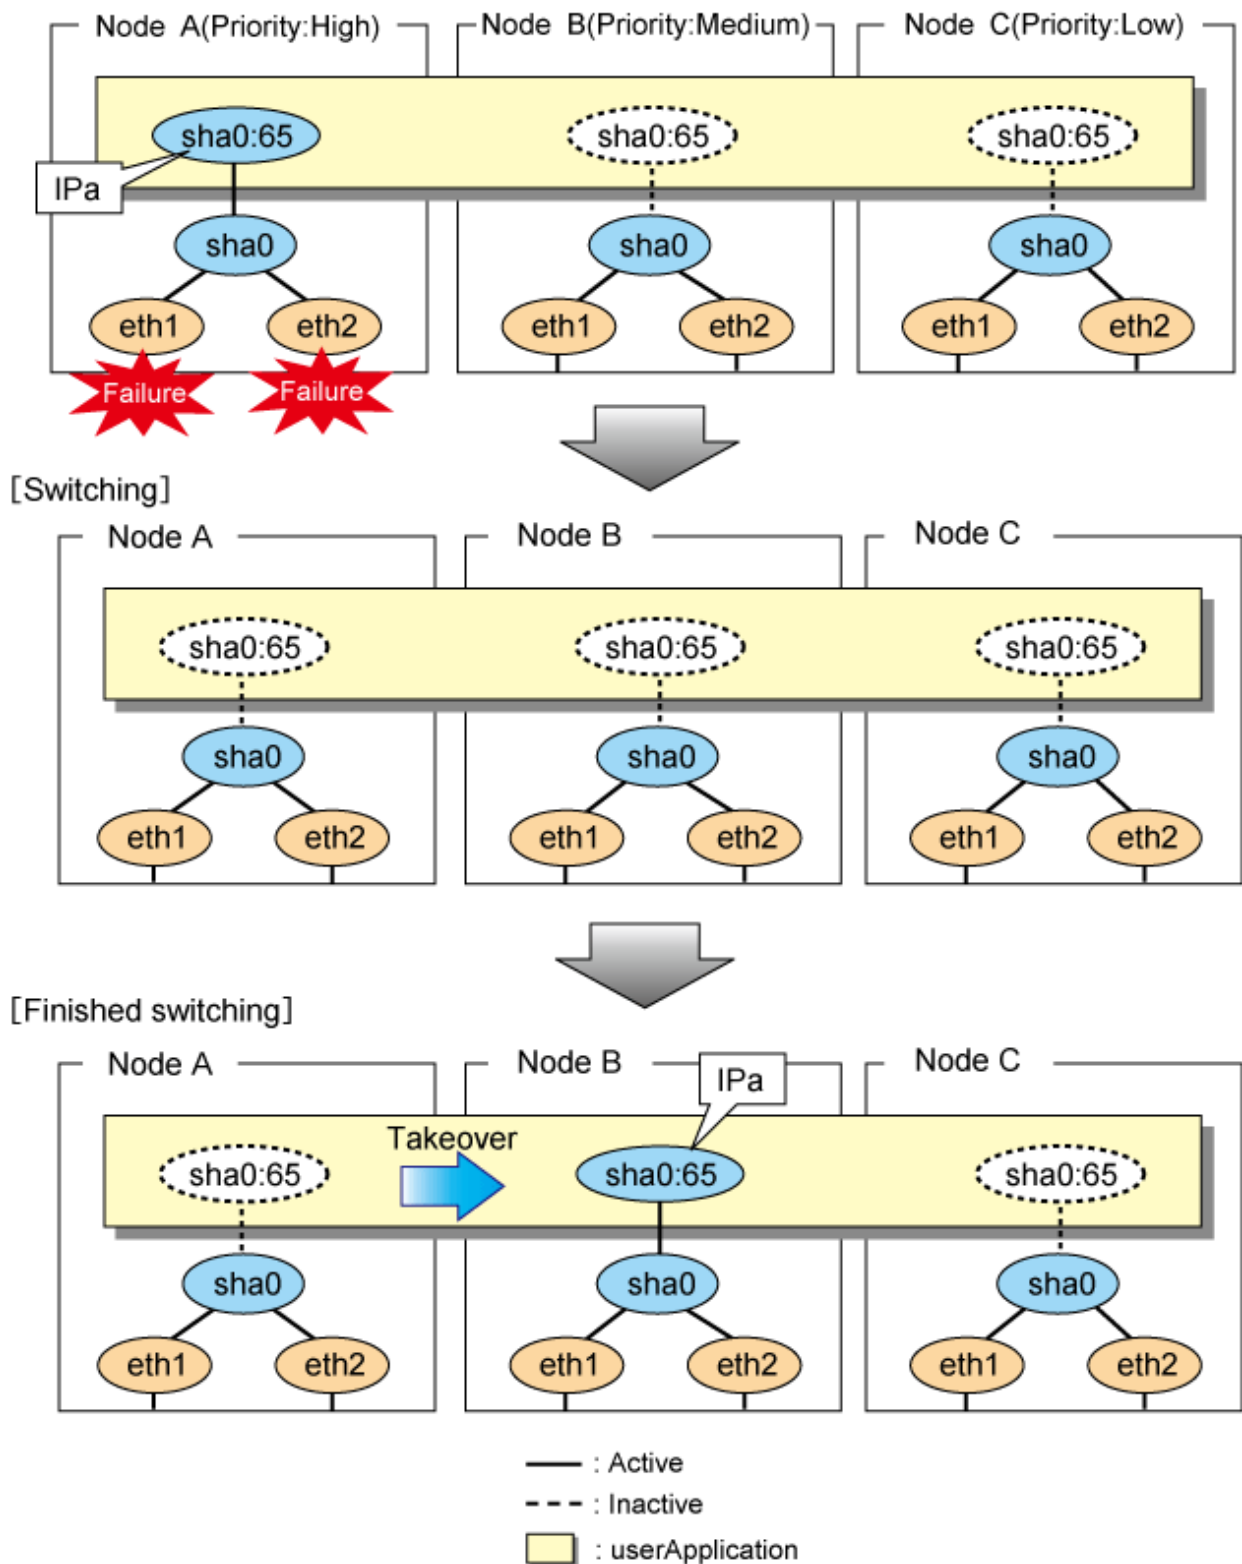 Node A(Priority:High)
Node B(Priority:Medium)
Node C(Priority:Low)
sha0:65
sha0:65
sha0:65
IPa
sha0
sha0
sha0
eth1
eth2
eth1
eth2
eth1
eth2
Failure
Failure
[Switching]
Node A
Node B
Node C
sha0:65
sha0:65
sha0:65
sha0
sha0
sha0
eth1
eth2
eth1
eth2
eth1
eth2
[Finished switching]
Node A
Node B
Node C
IPa
Takeover
sha0:65
sha0:65
sha0:65
sha0
sha0
sha0
eth1
eth2
eth1
eth2
eth1
eth2
: Active
: Inactive
: userApplication